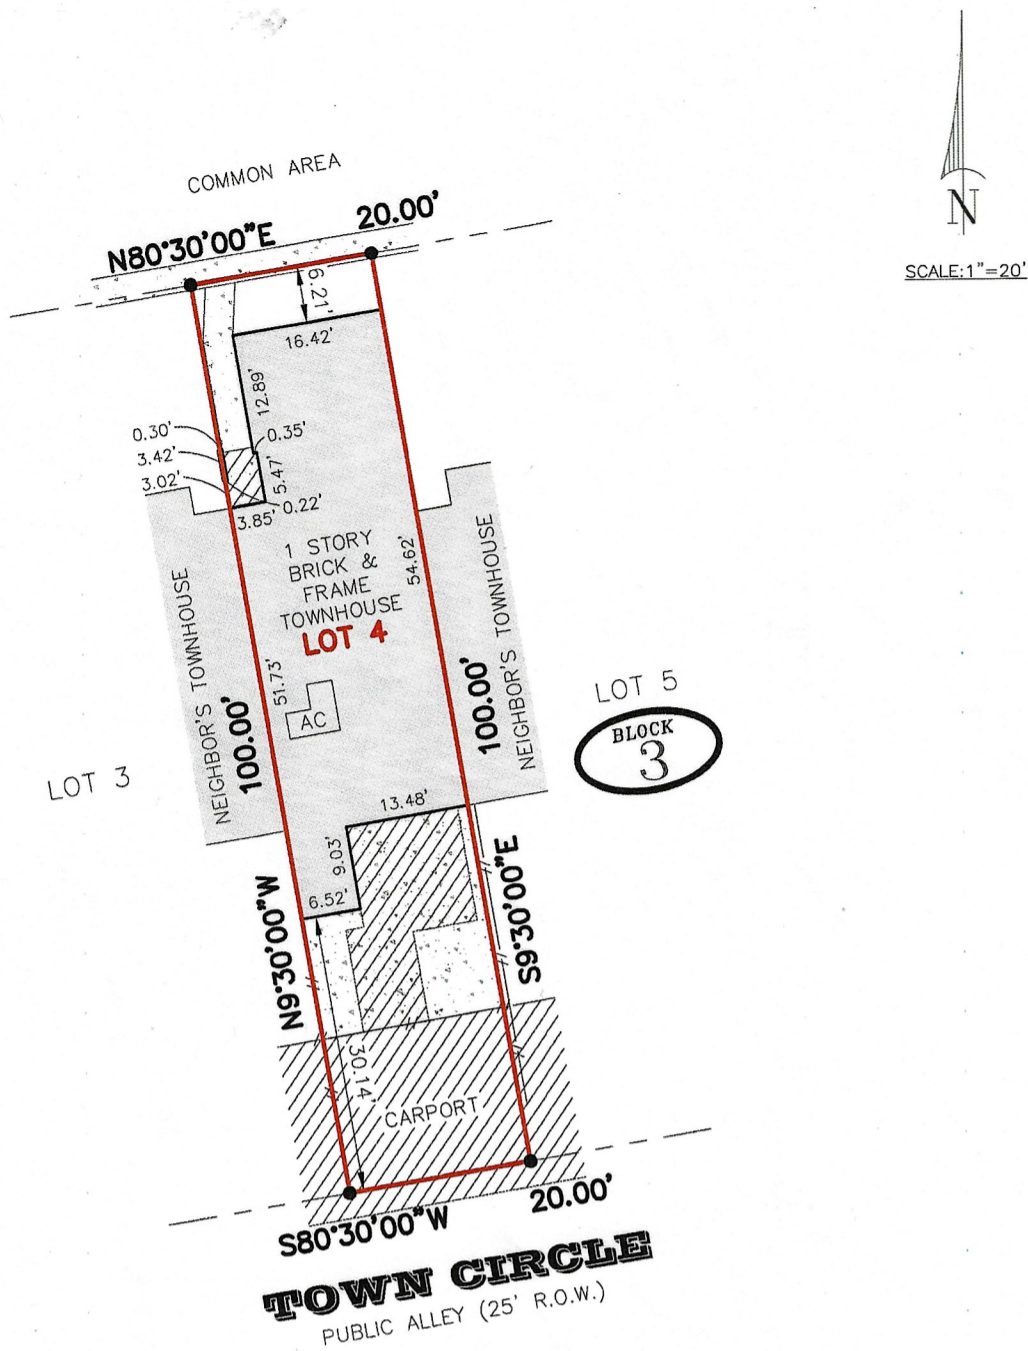 COMMON AREA
N80°30'00"E
20.00'
N
SCALE:1"=20'
6.21'
16.42'
12.89'
0.30'
0.35'
3.42'
3.02'
5.47'
0.22'
3.85'
1 STORY
BRICK &
FRAME
TOWNHOUSE
LOT 4
54.62'
NEIGHBOR'S TOWNHOUSE
NEIGHBOR'S TOWNHOUSE
51.73'
100.00'
100.00'
AC
LOT 5
BLOCK
3
LOT 3
13.48'
9.03'
6.52'
N9°30'00"W
S9°30'00"E
30.14'
CARPORT
20.00'
S80°30'00"W
TOWN CIRCLE
PUBLIC ALLEY (25' R.O.W.)